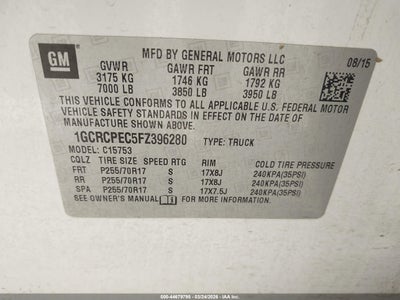 GM
MFD BY GENERAL MOTORS LLC
08/15
GVWR GAWR FRT GAWR RR
3175 KG 1746 KG 1792 KG
7000 LB 3850 LB 3950 LB
THIS VEHICLE CONFORMS TO ALL APPLICABLE U.S. FEDERAL
MOTOR VEHICLE SAFETY STANDARDS IN EFFECT ON THE DATE OF
MANUFACTURE SHOWN ABOVE.
1GCRCPEC5FZ396280 TYPE: TRUCK
MODEL: C15753
CQLZ TIRE SIZE SPEED RTG RIM COLD TIRE PRESSURE
FRT P255/70R17 S 17X8J 240KPA(35PSI)
RR P255/70R17 S 17X8J 240KPA(35PSI)
SPA P255/70R17 S 17X7.5J 240KPA(35PSI)
SEE OWNER'S MANUAL FOR MORE INFORMATION.